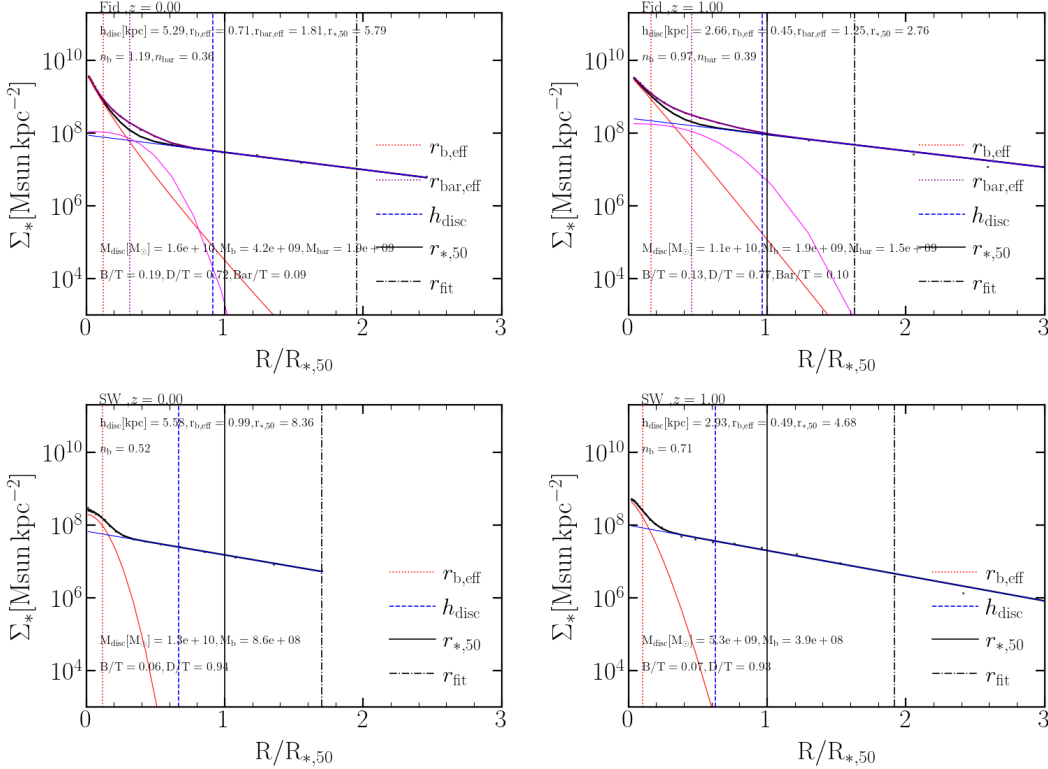 Fid ,z = 0.00
h_disc[kpc] = 5.29, r_b,eff = 0.71, r_bar,eff = 1.81, r_*,50 = 5.79
n_b = 1.19, n_bar = 0.36
10^10
10^8
10^6
10^4
Σ_*[Msun kpc^−2]
r_b,eff
r_bar,eff
h_disc
r_*,50
r_fit
M_disc[M_⊙] = 1.6e + 10, M_b = 4.2e + 09, M_bar = 1.9e + 09
B/T = 0.19, D/T = 0.72, Bar/T = 0.09
0 1 2 3
R/R_*,50
Fid ,z = 1.00
h_disc[kpc] = 2.66, r_b,eff = 0.45, r_bar,eff = 1.25, r_*,50 = 2.76
n_b = 0.97, n_bar = 0.39
10^10
10^8
10^6
10^4
Σ_*[Msun kpc^−2]
r_b,eff
r_bar,eff
h_disc
r_*,50
r_fit
M_disc[M_⊙] = 1.1e + 10, M_b = 1.9e + 09, M_bar = 1.5e + 09
B/T = 0.13, D/T = 0.77, Bar/T = 0.10
0 1 2 3
R/R_*,50
SW ,z = 0.00
h_disc[kpc] = 5.58, r_b,eff = 0.99, r_*,50 = 8.36
n_b = 0.52
10^10
10^8
10^6
10^4
Σ_*[Msun kpc^−2]
r_b,eff
h_disc
r_*,50
r_fit
M_disc[M_⊙] = 1.3e + 10, M_b = 8.6e + 08
B/T = 0.06, D/T = 0.94
0 1 2 3
R/R_*,50
SW ,z = 1.00
h_disc[kpc] = 2.93, r_b,eff = 0.49, r_*,50 = 4.68
n_b = 0.71
10^10
10^8
10^6
10^4
Σ_*[Msun kpc^−2]
r_b,eff
h_disc
r_*,50
r_fit
M_disc[M_⊙] = 5.3e + 09, M_b = 3.9e + 08
B/T = 0.07, D/T = 0.93
0 1 2 3
R/R_*,50